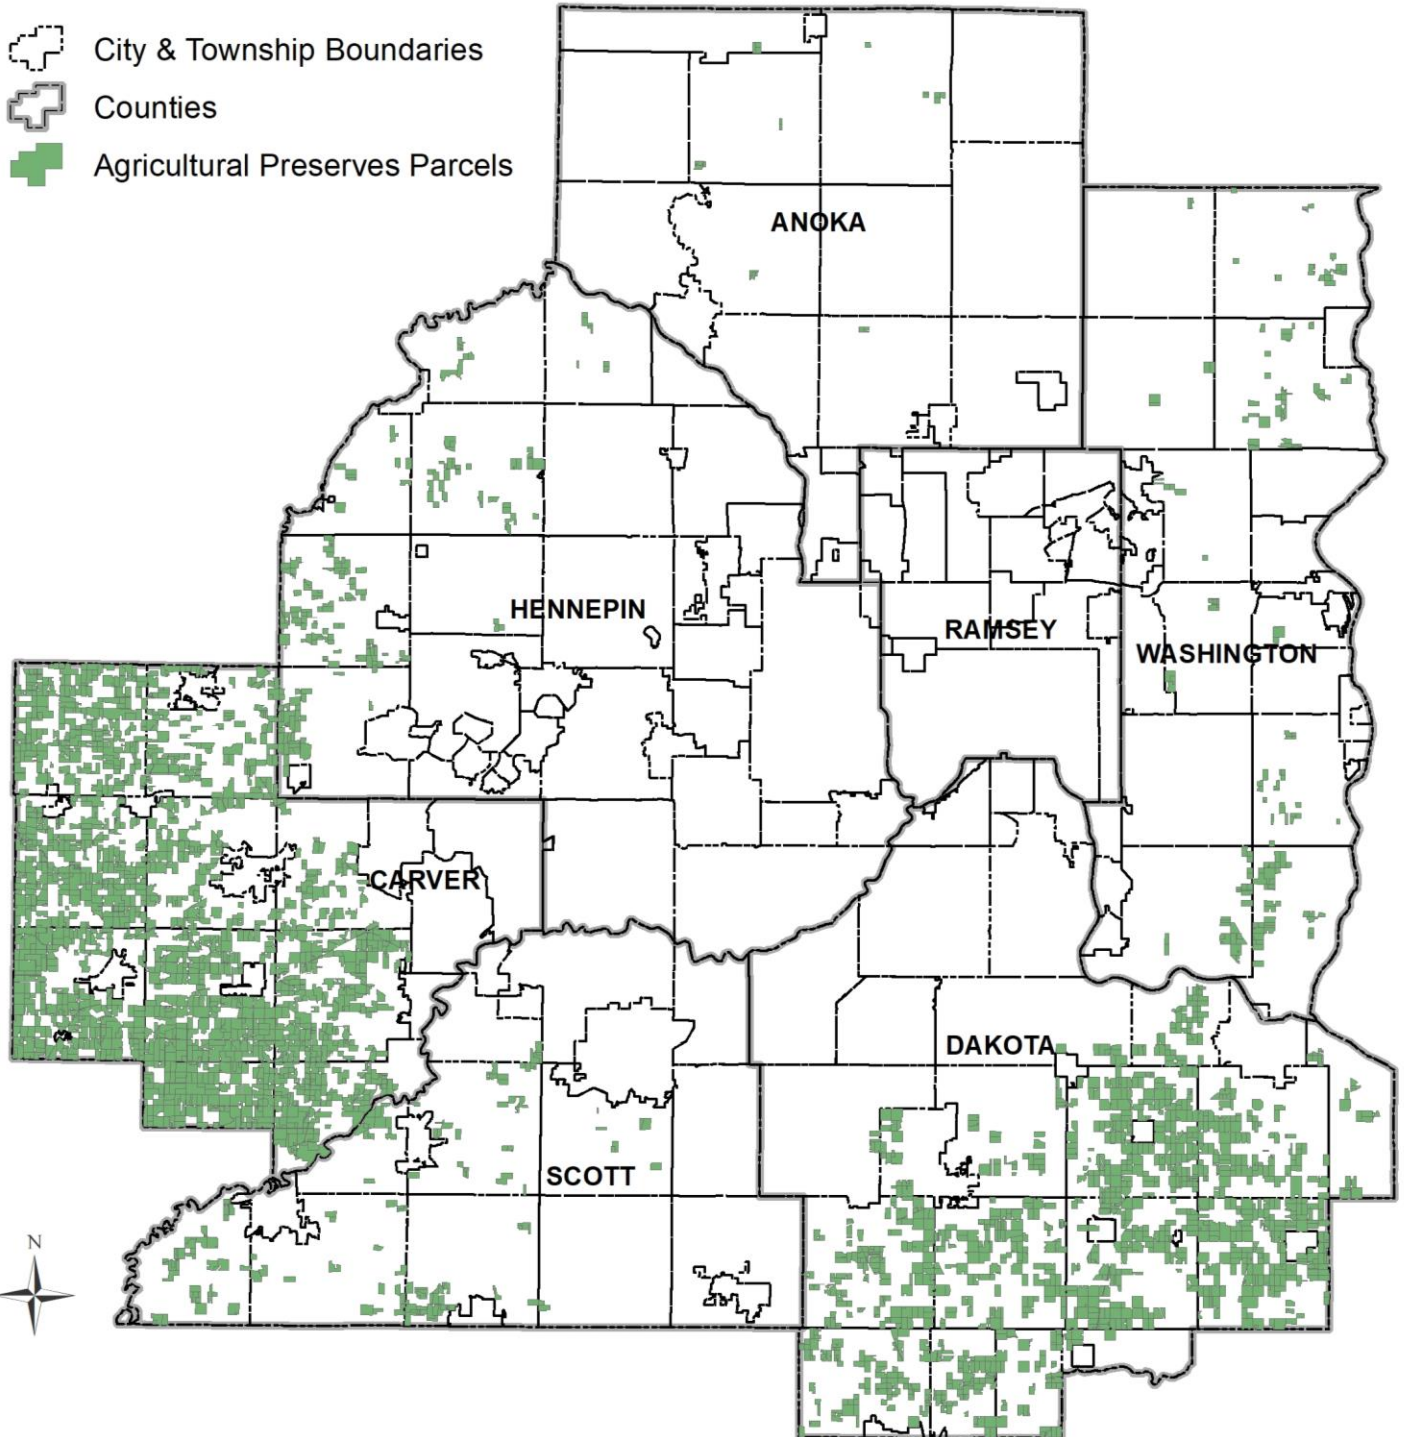 City & Township Boundaries
Counties
Agricultural Preserves Parcels
ANOKA
HENNEPIN
RAMSEY
WASHINGTON
CARVER
DAKOTA
SCOTT
N